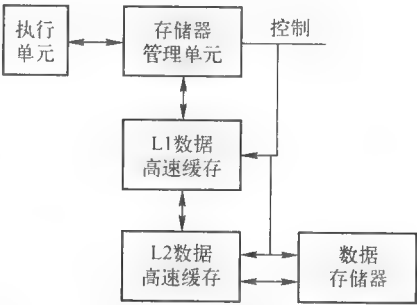 执行
单元
存储器
管理单元
控制
L1数据
高速缓存
L2数据
高速缓存
数据
存储器